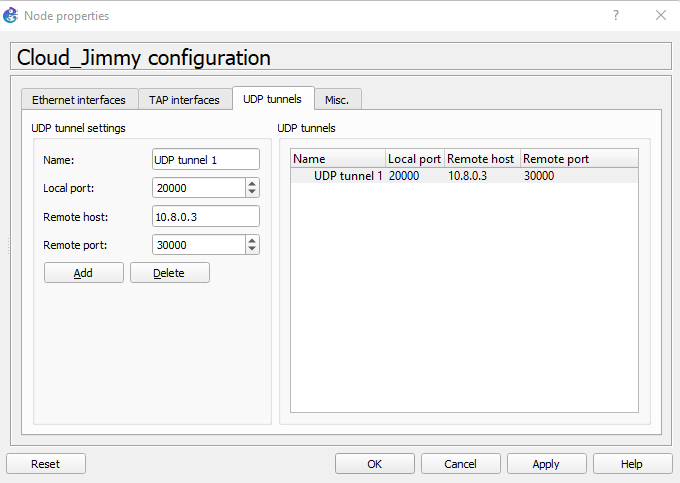 Node properties
?
Cloud_Jimmy configuration
Ethernet interfaces TAP interfaces UDP tunnels Misc.
UDP tunnel settings
Name: UDP tunnel 1
Local port: 20000
Remote host: 10.8.0.3
Remote port: 30000
Add Delete
UDP tunnels
Name Local port Remote host Remote port
UDP tunnel 1 20000 10.8.0.3 30000
Reset OK Cancel Apply Help